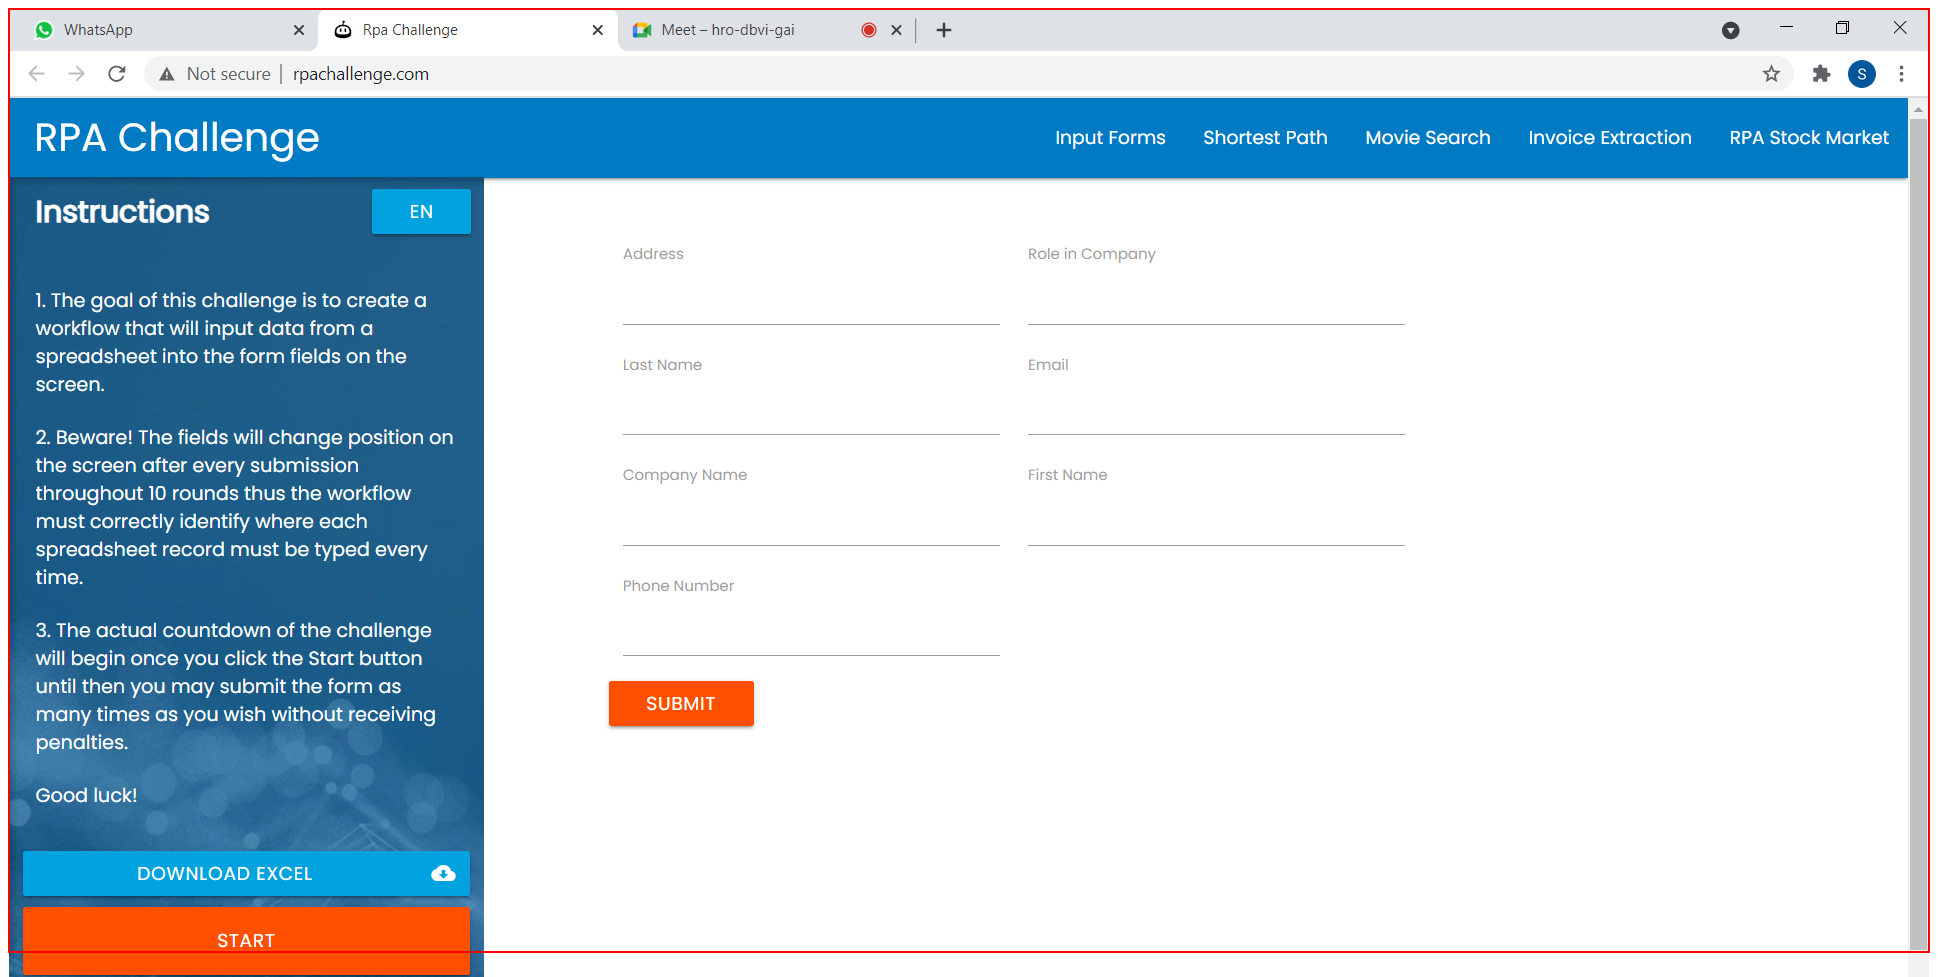 WhatsApp
Rpa Challenge
Meet – hro-dbvi-gai
Not secure
rpachallenge.com
S
RPA Challenge
Input Forms
Shortest Path
Movie Search
Invoice Extraction
RPA Stock Market
Instructions
EN
1. The goal of this challenge is to create a
workflow that will input data from a
spreadsheet into the form fields on the
screen.
2. Beware! The fields will change position on
the screen after every submission
throughout 10 rounds thus the workflow
must correctly identify where each
spreadsheet record must be typed every
time.
3. The actual countdown of the challenge
will begin once you click the Start button
until then you may submit the form as
many times as you wish without receiving
penalties.
Good luck!
DOWNLOAD EXCEL
START
Address
Role in Company
Last Name
Email
Company Name
First Name
Phone Number
SUBMIT